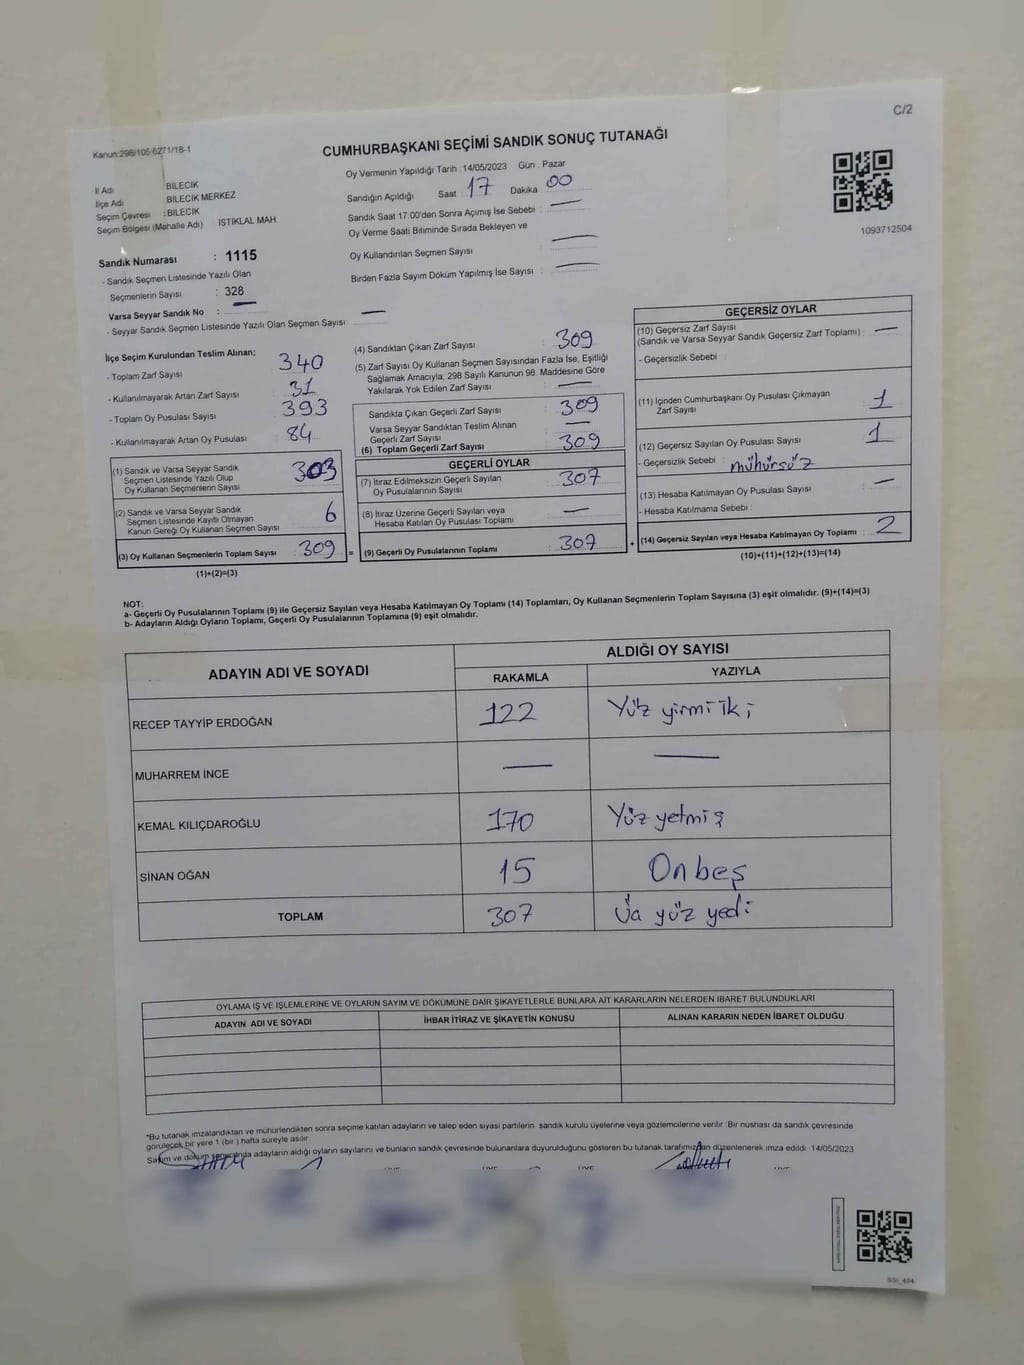 C/2
Kanun:298/105:6271/18-1
CUMHURBAŞKANI SEÇİMİ SANDIK SONUÇ TUTANAĞI
Oy Vermenin Yapıldığı Tarih : 14/05/2023 Gün : Pazar
İl Adı BİLECİK
İlçe Adı BİLECİK MERKEZ
Seçim Çevresi : BİLECİK
Seçim Bölgesi (Mahalle Adı) İSTİKLAL MAH.
Sandığın Açıldığı Saat 17 Dakika 00
Sandık Saat 17.00'den Sonra Açımış İse Sebebi : —
Oy Verme Saati Bitiminde Sırada Bekleyen ve
Oy Kullandırılan Seçmen Sayısı : —
Birden Fazla Sayım Döküm Yapılmış İse Sayısı : —
1093712504
Sandık Numarası : 1115
- Sandık Seçmen Listesinde Yazılı Olan
Seçmenlerin Sayısı : 328
Varsa Seyyar Sandık No : —
- Seyyar Sandık Seçmen Listesinde Yazılı Olan Seçmen Sayısı: —
İlçe Seçim Kurulundan Teslim Alınan;
- Toplam Zarf Sayısı : 340
- Kullanılmayarak Artan Zarf Sayısı : 31
- Toplam Oy Pusulası Sayısı : 393
- Kullanılmayarak Artan Oy Pusulası : 84
(1) Sandık ve Varsa Seyyar Sandık
Seçmen Listesinde Yazılı Olup
Oy Kullanan Seçmenlerin Sayısı : 303
(2) Sandık ve Varsa Seyyar Sandık
Seçmen Listesinde Kayıtlı Olmayan
Kanun Gereği Oy Kullanan Seçmen Sayısı : 6
(3) Oy Kullanan Seçmenlerin Toplam Sayısı : 309 =
(1)+(2)=(3)
(4) Sandıktan Çıkan Zarf Sayısı : 309
(5) Zarf Sayısı Oy Kullanan Seçmen Sayısından Fazla İse, Eşitliği
Sağlamak Amacıyla, 298 Sayılı Kanunun 98. Maddesine Göre
Yakılarak Yok Edilen Zarf Sayısı : —
Sandıkta Çıkan Geçerli Zarf Sayısı : 309
Varsa Seyyar Sandıktan Teslim Alınan
Geçerli Zarf Sayısı : —
(6) Toplam Geçerli Zarf Sayısı : 309
GEÇERLİ OYLAR
(7) İtiraz Edilmeksizin Geçerli Sayılan
Oy Pusulalarının Sayısı : 307
(8) İtiraz Üzerine Geçerli Sayılan veya
Hesaba Katılan Oy Pusulası Toplamı : —
(9) Geçerli Oy Pusulalarının Toplamı : 307 +
GEÇERSİZ OYLAR
(10) Geçersiz Zarf Sayısı
(Sandık ve Varsa Seyyar Sandık Geçersiz Zarf Toplamı) : —
- Geçersizlik Sebebi :
(11) İçinden Cumhurbaşkanı Oy Pusulası Çıkmayan
Zarf Sayısı : 1
(12) Geçersiz Sayılan Oy Pusulası Sayısı : 1
- Geçersizlik Sebebi : mühürsüz
(13) Hesaba Katılmayan Oy Pusulası Sayısı : —
- Hesaba Katılmama Sebebi :
(14) Geçersiz Sayılan veya Hesaba Katılmayan Oy Toplamı : 2
(10)+(11)+(12)+(13)=(14)
NOT:
a- Geçerli Oy Pusulalarının Toplamı (9) ile Geçersiz Sayılan veya Hesaba Katılmayan Oy Toplamı (14) Toplamları, Oy Kullanan Seçmenlerin Toplam Sayısına (3) eşit olmalıdır. (9)+(14)=(3)
b- Adayların Aldığı Oyların Toplamı, Geçerli Oy Pusulalarının Toplamına (9) eşit olmalıdır.
ADAYIN ADI VE SOYADI ALDIĞI OY SAYISI
RAKAMLA YAZIYLA
RECEP TAYYİP ERDOĞAN 122 Yüz yirmi iki
MUHARREM İNCE — —
KEMAL KILIÇDAROĞLU 170 Yüz yetmiş
SİNAN OĞAN 15 Onbeş
TOPLAM 307 Üç yüz yedi
OYLAMA İŞ VE İŞLEMLERİNE VE OYLARIN SAYIM VE DÖKÜMÜNE DAİR ŞİKAYETLERLE BUNLARA AİT KARARLARIN NELERDEN İBARET BULUNDUKLARI
ADAYIN ADI VE SOYADI İHBAR İTİRAZ VE ŞİKAYETİN KONUSU ALINAN KARARIN NEDEN İBARET OLDUĞU
*Bu tutanak imzalandıktan ve mühürlendikten sonra seçime katılan adayların ve talep eden siyasi partilerin sandık kurulu üyelerine veya gözlemcilerine verilir. Bir nüshası da sandık çevresinde
görülecek bir yere 1 (bir ) hafta süreyle asılır
Sayım ve döküm sonucunda adayların aldığı oyların sayılarını ve bunların sandık çevresinde bulunanlara duyurulduğunu gösteren bu tutanak tarafımızdan düzenlenerek imza edildi. 14/05/2023